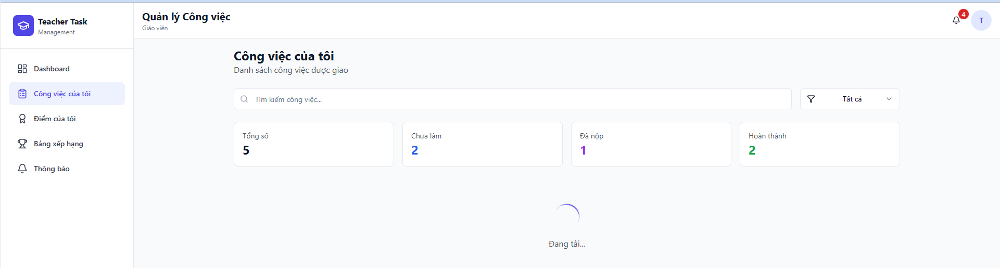 Teacher Task
Management
Dashboard
Công việc của tôi
Điểm của tôi
Bảng xếp hạng
Thông báo
Quản lý Công việc
Giáo viên
4
T
Công việc của tôi
Danh sách công việc được giao
Tìm kiếm công việc...
Tất cả
Tổng số
5
Chưa làm
2
Đã nộp
1
Hoàn thành
2
Đang tải...